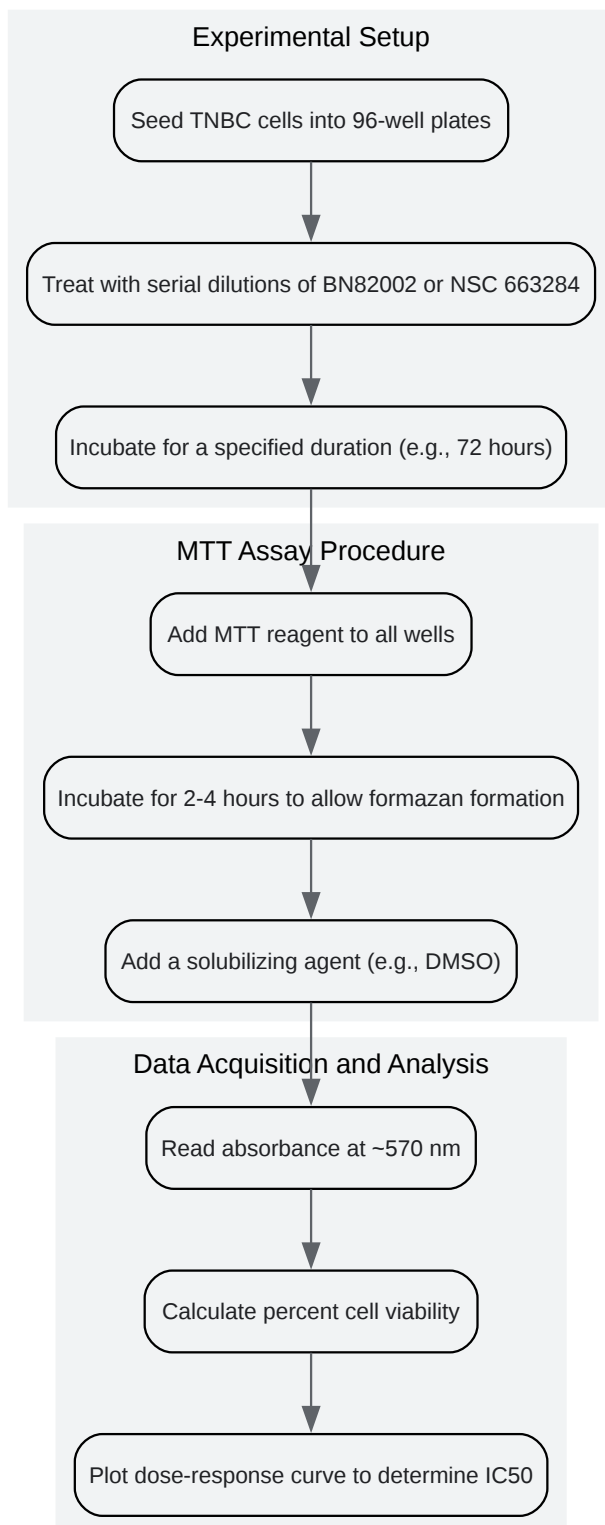 Experimental Setup
Seed TNBC cells into 96-well plates
Treat with serial dilutions of BN82002 or NSC 663284
Incubate for a specified duration (e.g., 72 hours)
MTT Assay Procedure
Add MTT reagent to all wells
Incubate for 2-4 hours to allow formazan formation
Add a solubilizing agent (e.g., DMSO)
Data Acquisition and Analysis
Read absorbance at ~570 nm
Calculate percent cell viability
Plot dose-response curve to determine IC50